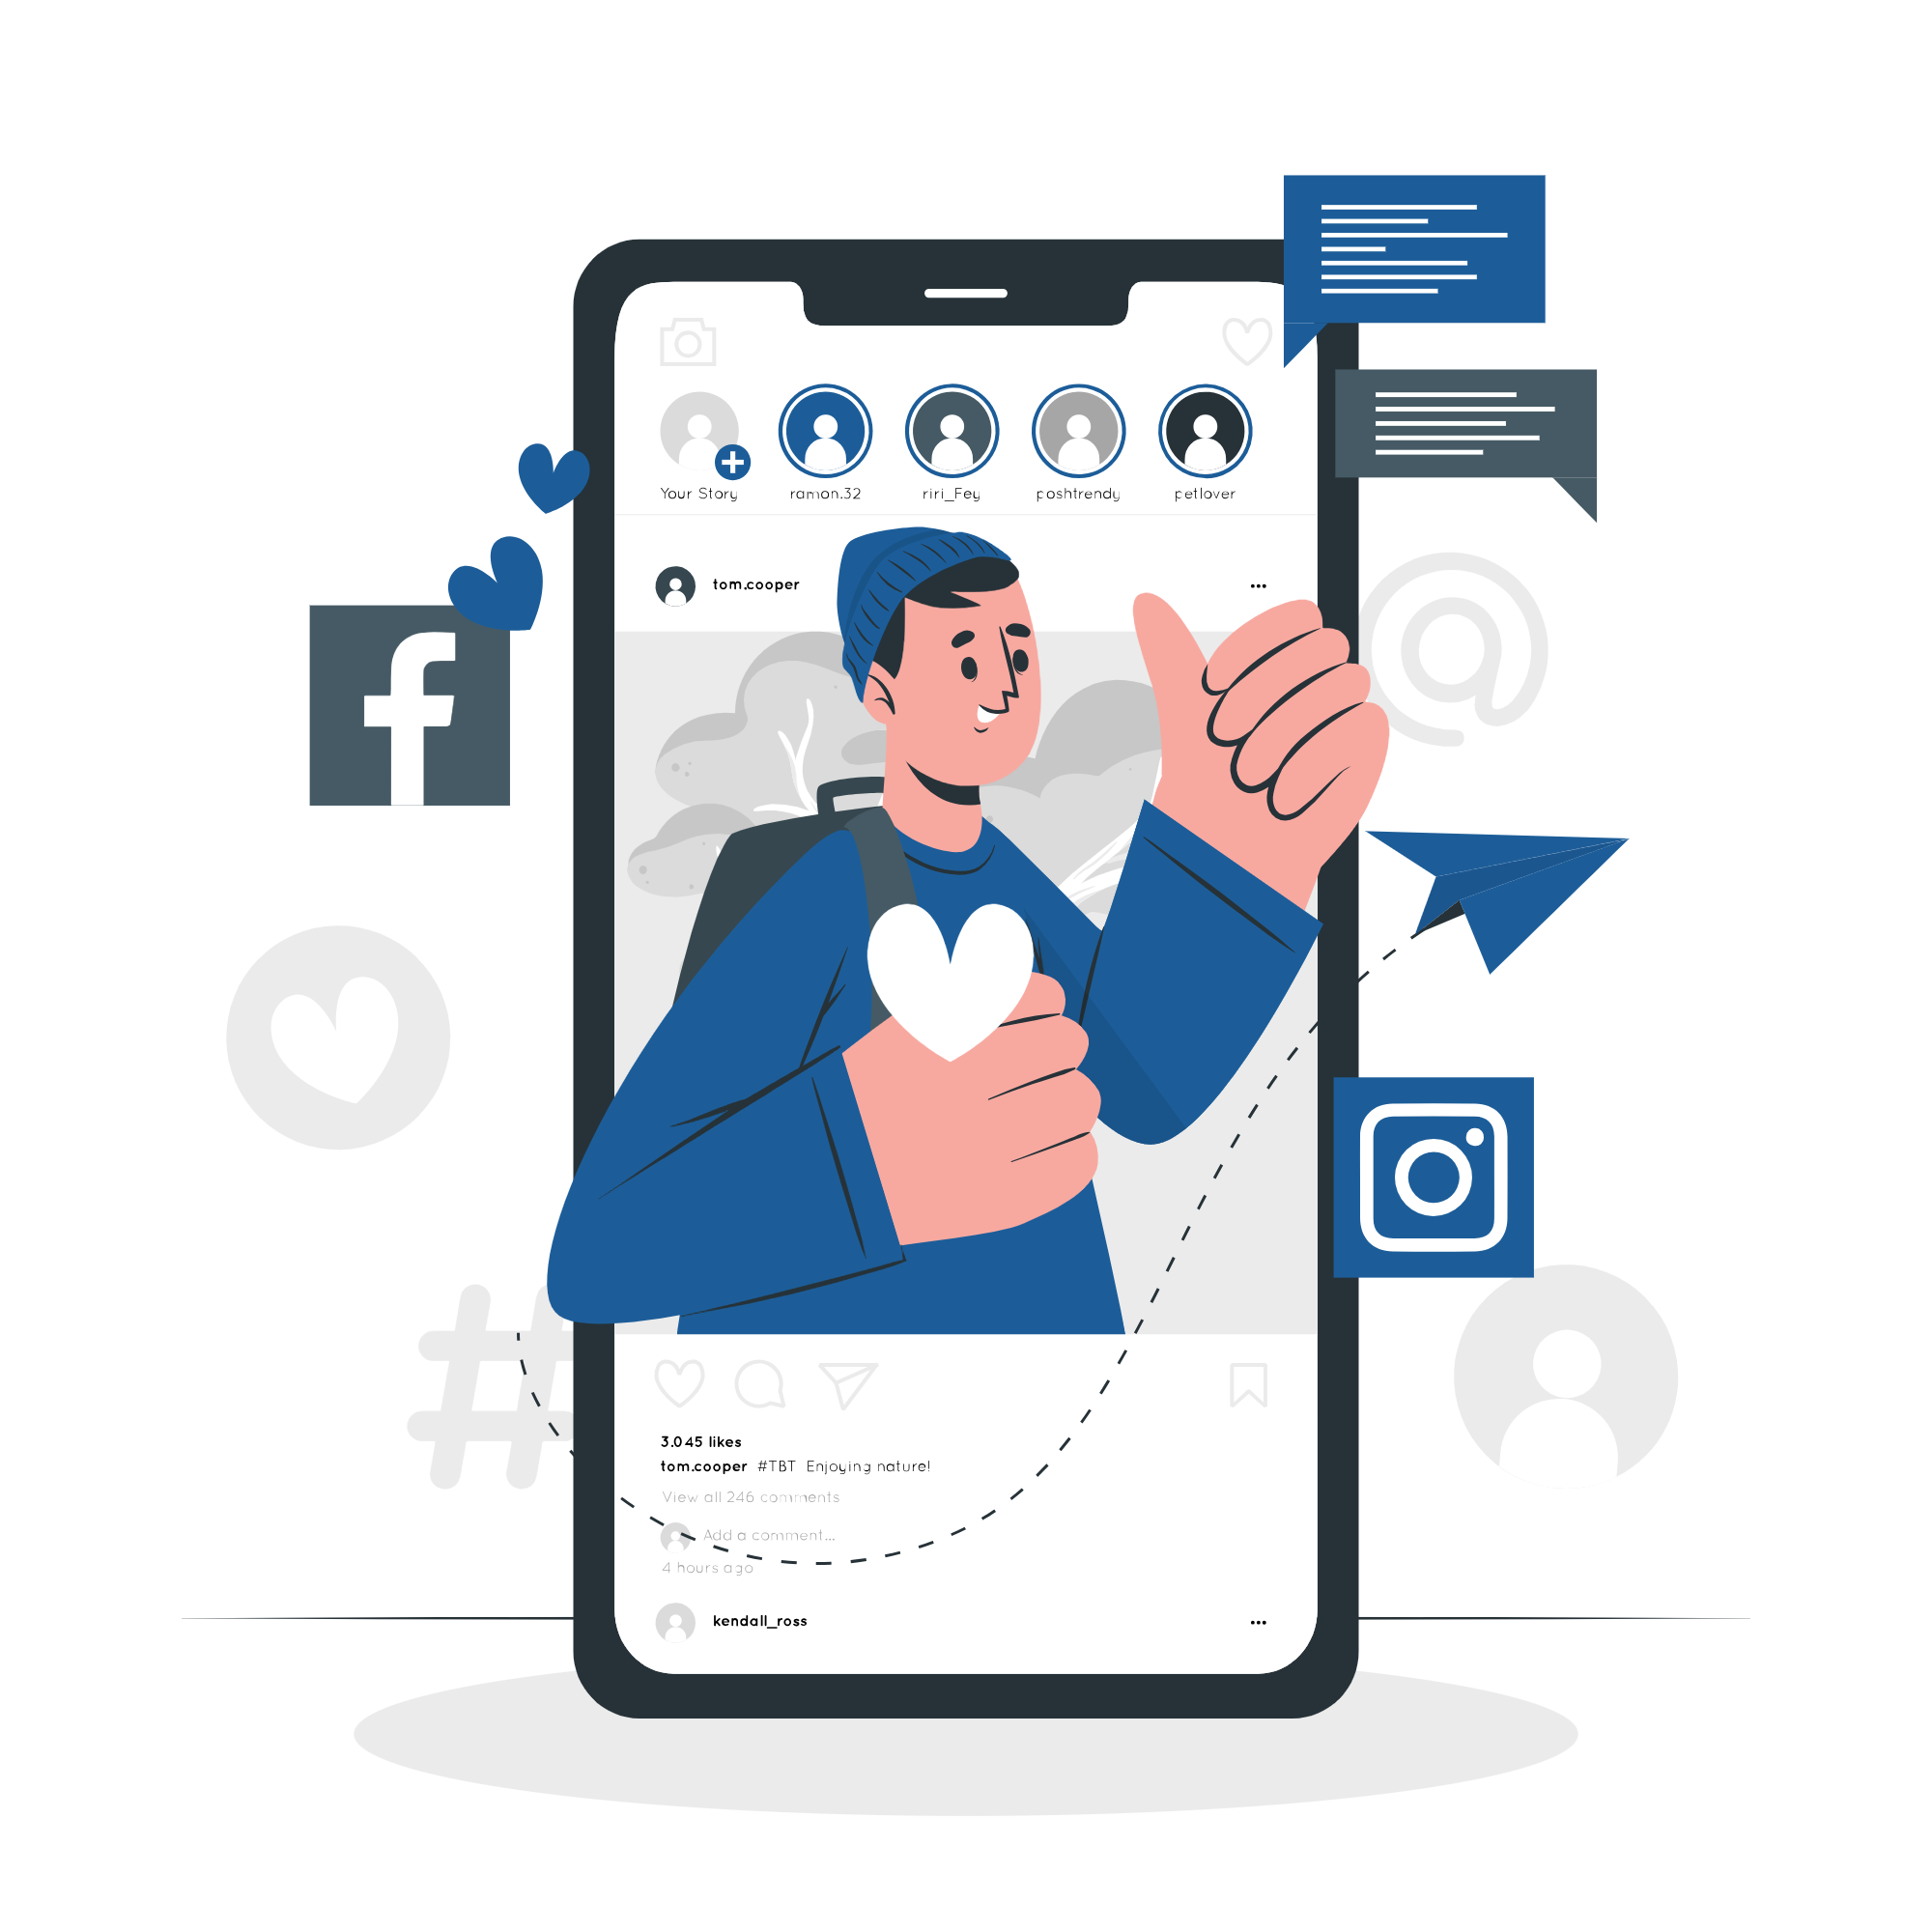 Your Story ramon.32 riri_Fey poshtrendy petlover
tom.cooper
3.045 likes
tom.cooper #TBT Enjoying nature!
View all 246 comments
Add a comment...
4 hours ago
kendall_ross